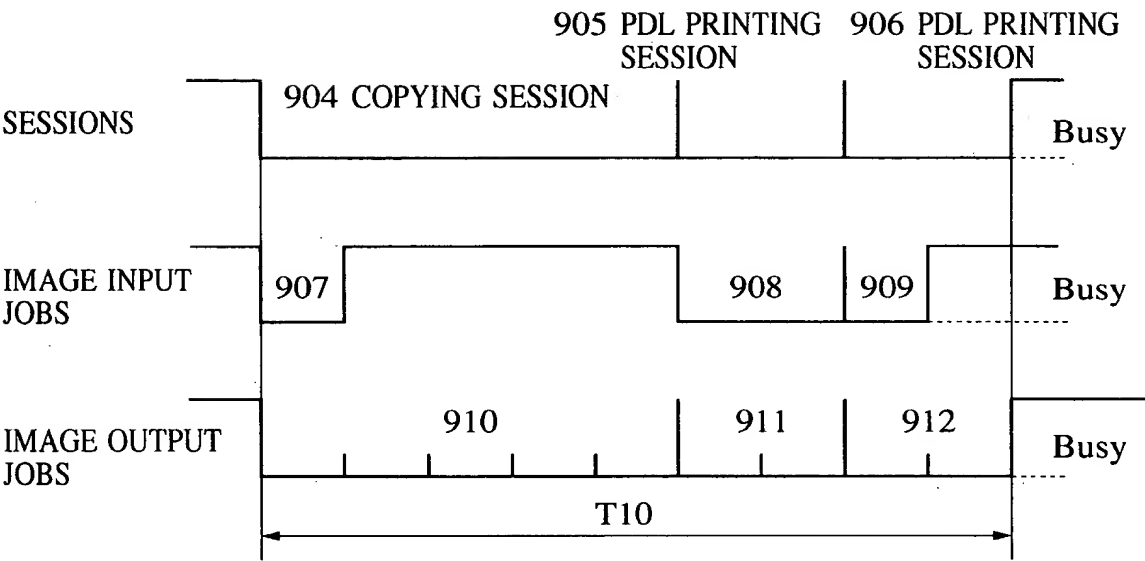 905 PDL PRINTING
SESSION
906 PDL PRINTING
SESSION
904 COPYING SESSION
SESSIONS
Busy
IMAGE INPUT
JOBS
907
908
909
Busy
IMAGE OUTPUT
JOBS
910
911
912
Busy
T10